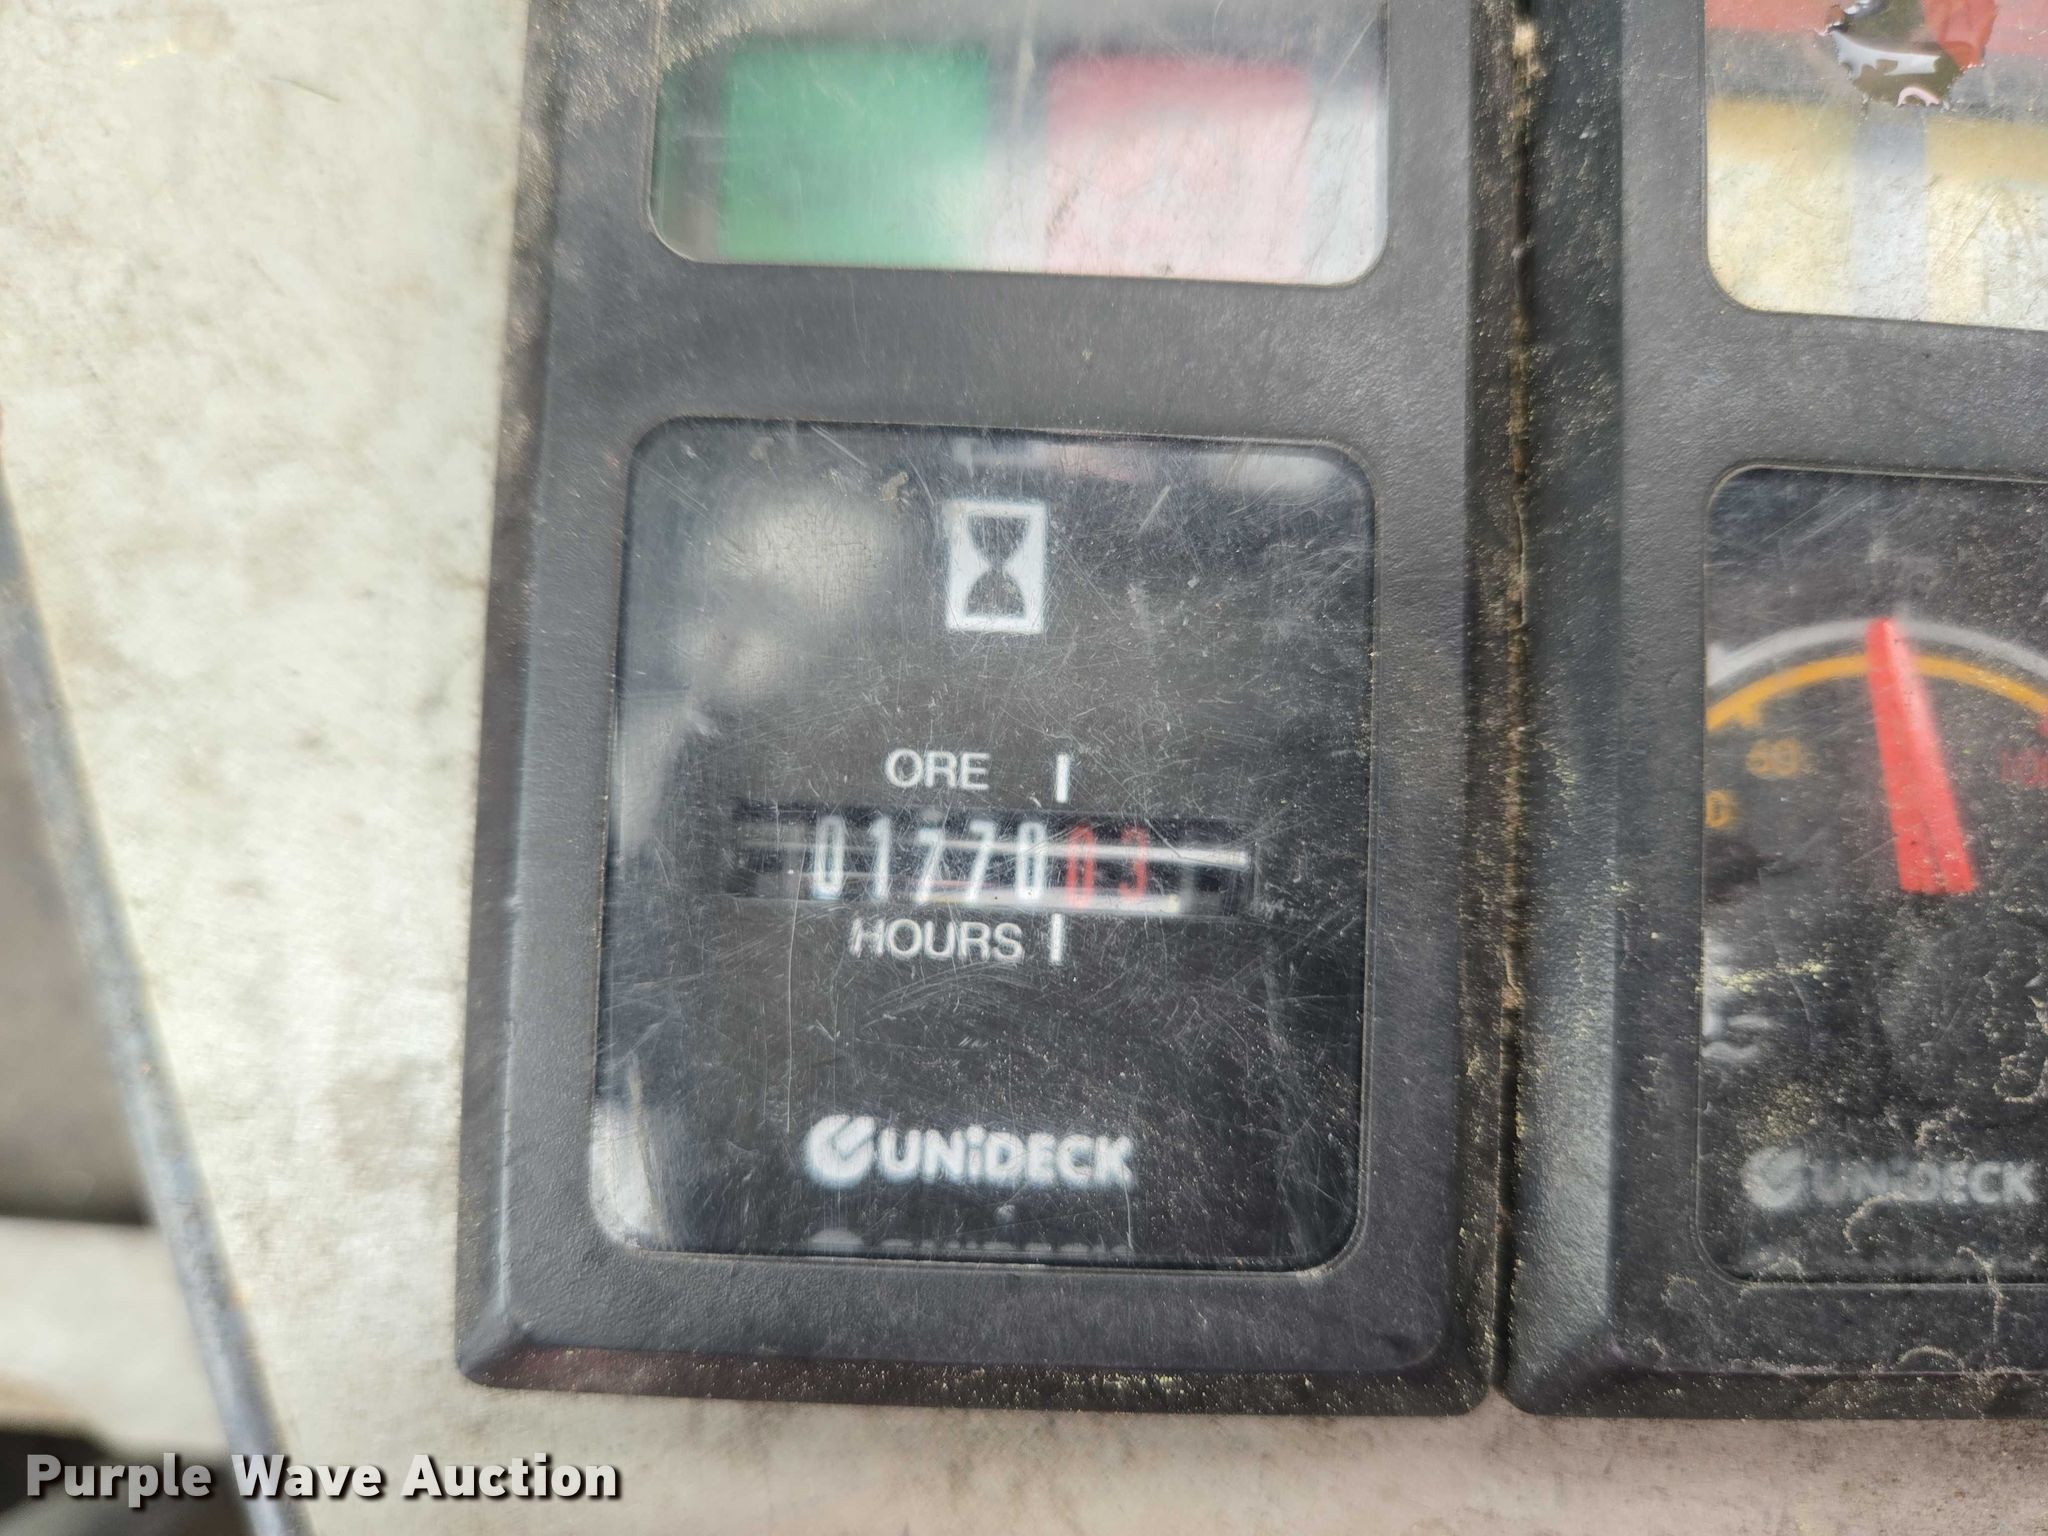 ORE
0177003
HOURS
UNiDECK
UNiDECK
Purple Wave Auction